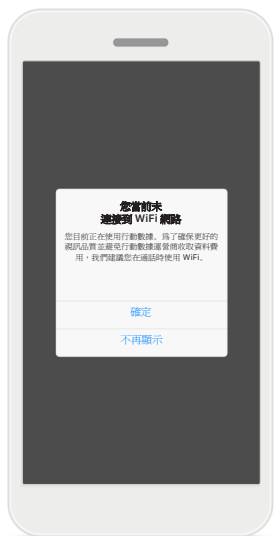 您當前未
連接到 WiFi 網路
您目前正在使用行動數據。為了確保更好的
視訊品質並避免行動數據運營商收取資料費
用，我們建議您在通話時使用 WiFi。
確定
不再顯示